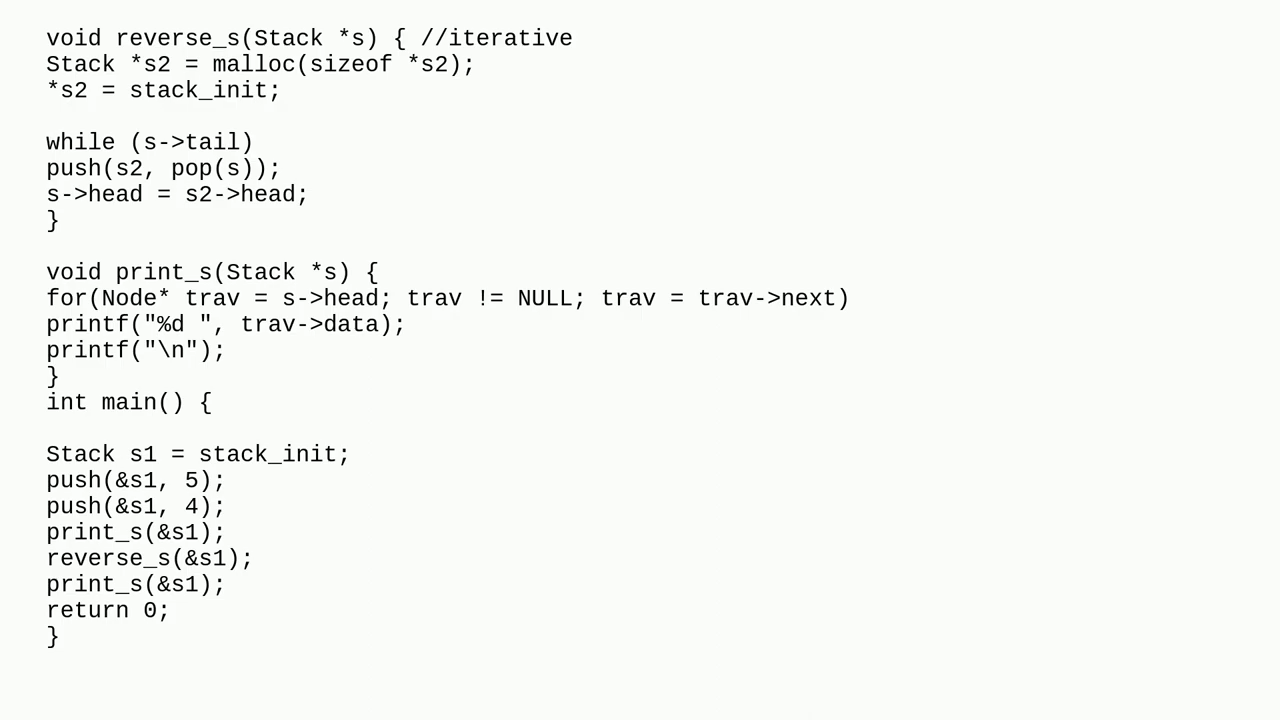 void reverse_s(Stack *s) { //iterative
Stack *s2 = malloc(sizeof *s2);
*s2 = stack_init;
while (s->tail)
push(s2, pop(s));
s->head = s2->head;
}
void print_s(Stack *s) {
for(Node* trav = s->head; trav != NULL; trav = trav->next)
printf("%d ", trav->data);
printf("\n");
}
int main() {
Stack s1 = stack_init;
push(&s1, 5);
push(&s1, 4);
print_s(&s1);
reverse_s(&s1);
print_s(&s1);
return 0;
}